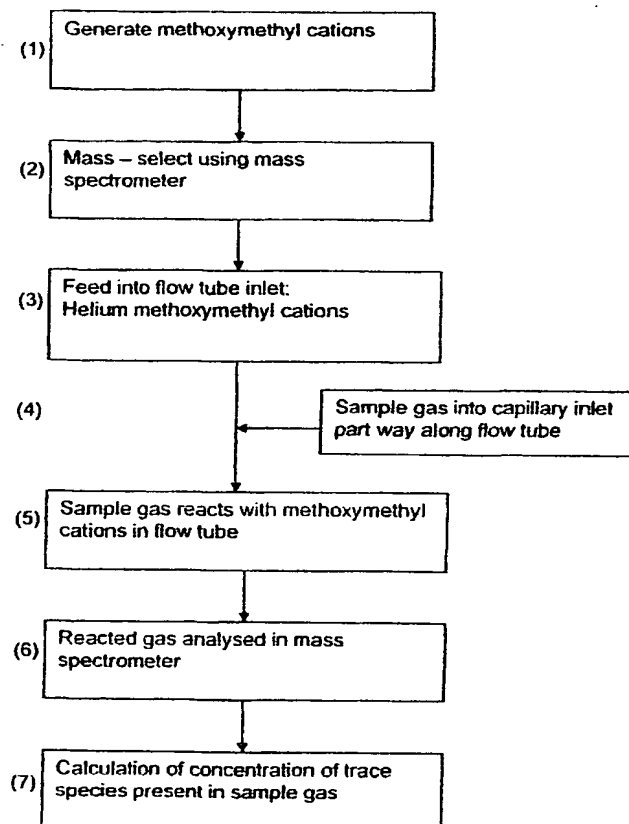 (1)
Generate methoxymethyl cations
(2)
Mass – select using mass
spectrometer
(3)
Feed into flow tube inlet:
Helium methoxymethyl cations
(4)
Sample gas into capillary inlet
part way along flow tube
(5)
Sample gas reacts with methoxymethyl
cations in flow tube
(6)
Reacted gas analysed in mass
spectrometer
(7)
Calculation of concentration of trace
species present in sample gas